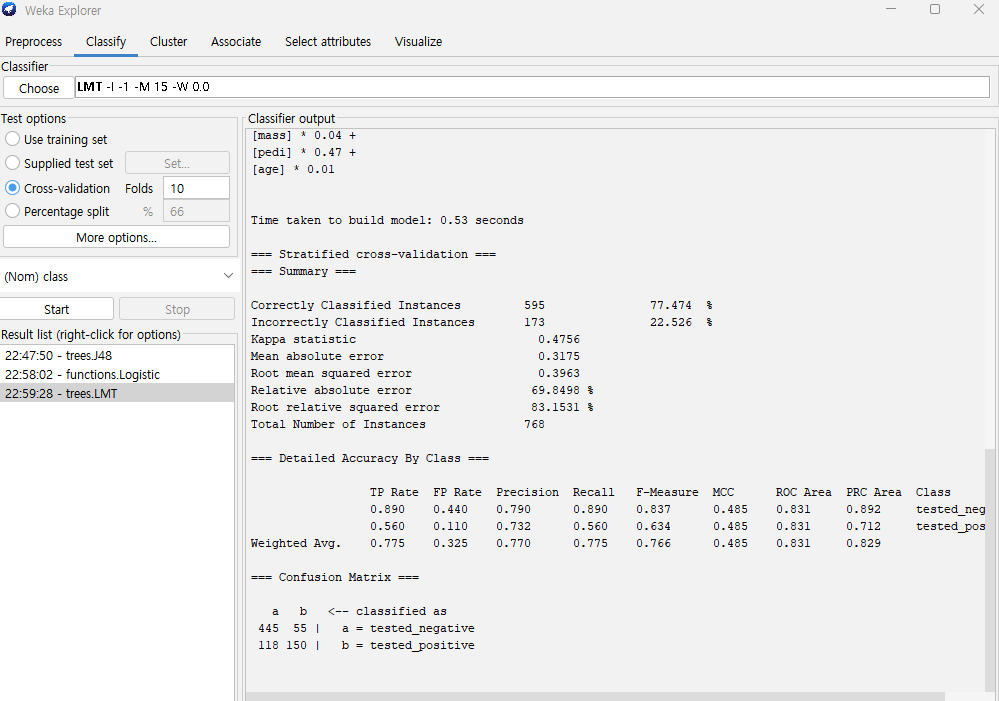 Weka Explorer
Preprocess Classify Cluster Associate Select attributes Visualize
Classifier
Choose LMT -I -1 -M 15 -W 0.0
Test options
Use training set
Supplied test set Set...
Cross-validation Folds 10
Percentage split % 66
More options...
(Nom) class
Start Stop
Result list (right-click for options)
22:47:50 - trees.J48
22:58:02 - functions.Logistic
22:59:28 - trees.LMT
Classifier output
[mass] * 0.04 +
[pedi] * 0.47 +
[age] * 0.01
Time taken to build model: 0.53 seconds
=== Stratified cross-validation ===
=== Summary ===
Correctly Classified Instances 595 77.474 %
Incorrectly Classified Instances 173 22.526 %
Kappa statistic 0.4756
Mean absolute error 0.3175
Root mean squared error 0.3963
Relative absolute error 69.8498 %
Root relative squared error 83.1531 %
Total Number of Instances 768
=== Detailed Accuracy By Class ===
TP Rate FP Rate Precision Recall F-Measure MCC ROC Area PRC Area Class
0.890 0.440 0.790 0.890 0.837 0.485 0.831 0.892 tested_neg
0.560 0.110 0.732 0.560 0.634 0.485 0.831 0.712 tested_pos
Weighted Avg. 0.775 0.325 0.770 0.775 0.766 0.485 0.831 0.829
=== Confusion Matrix ===
a b <-- classified as
445 55 | a = tested_negative
118 150 | b = tested_positive